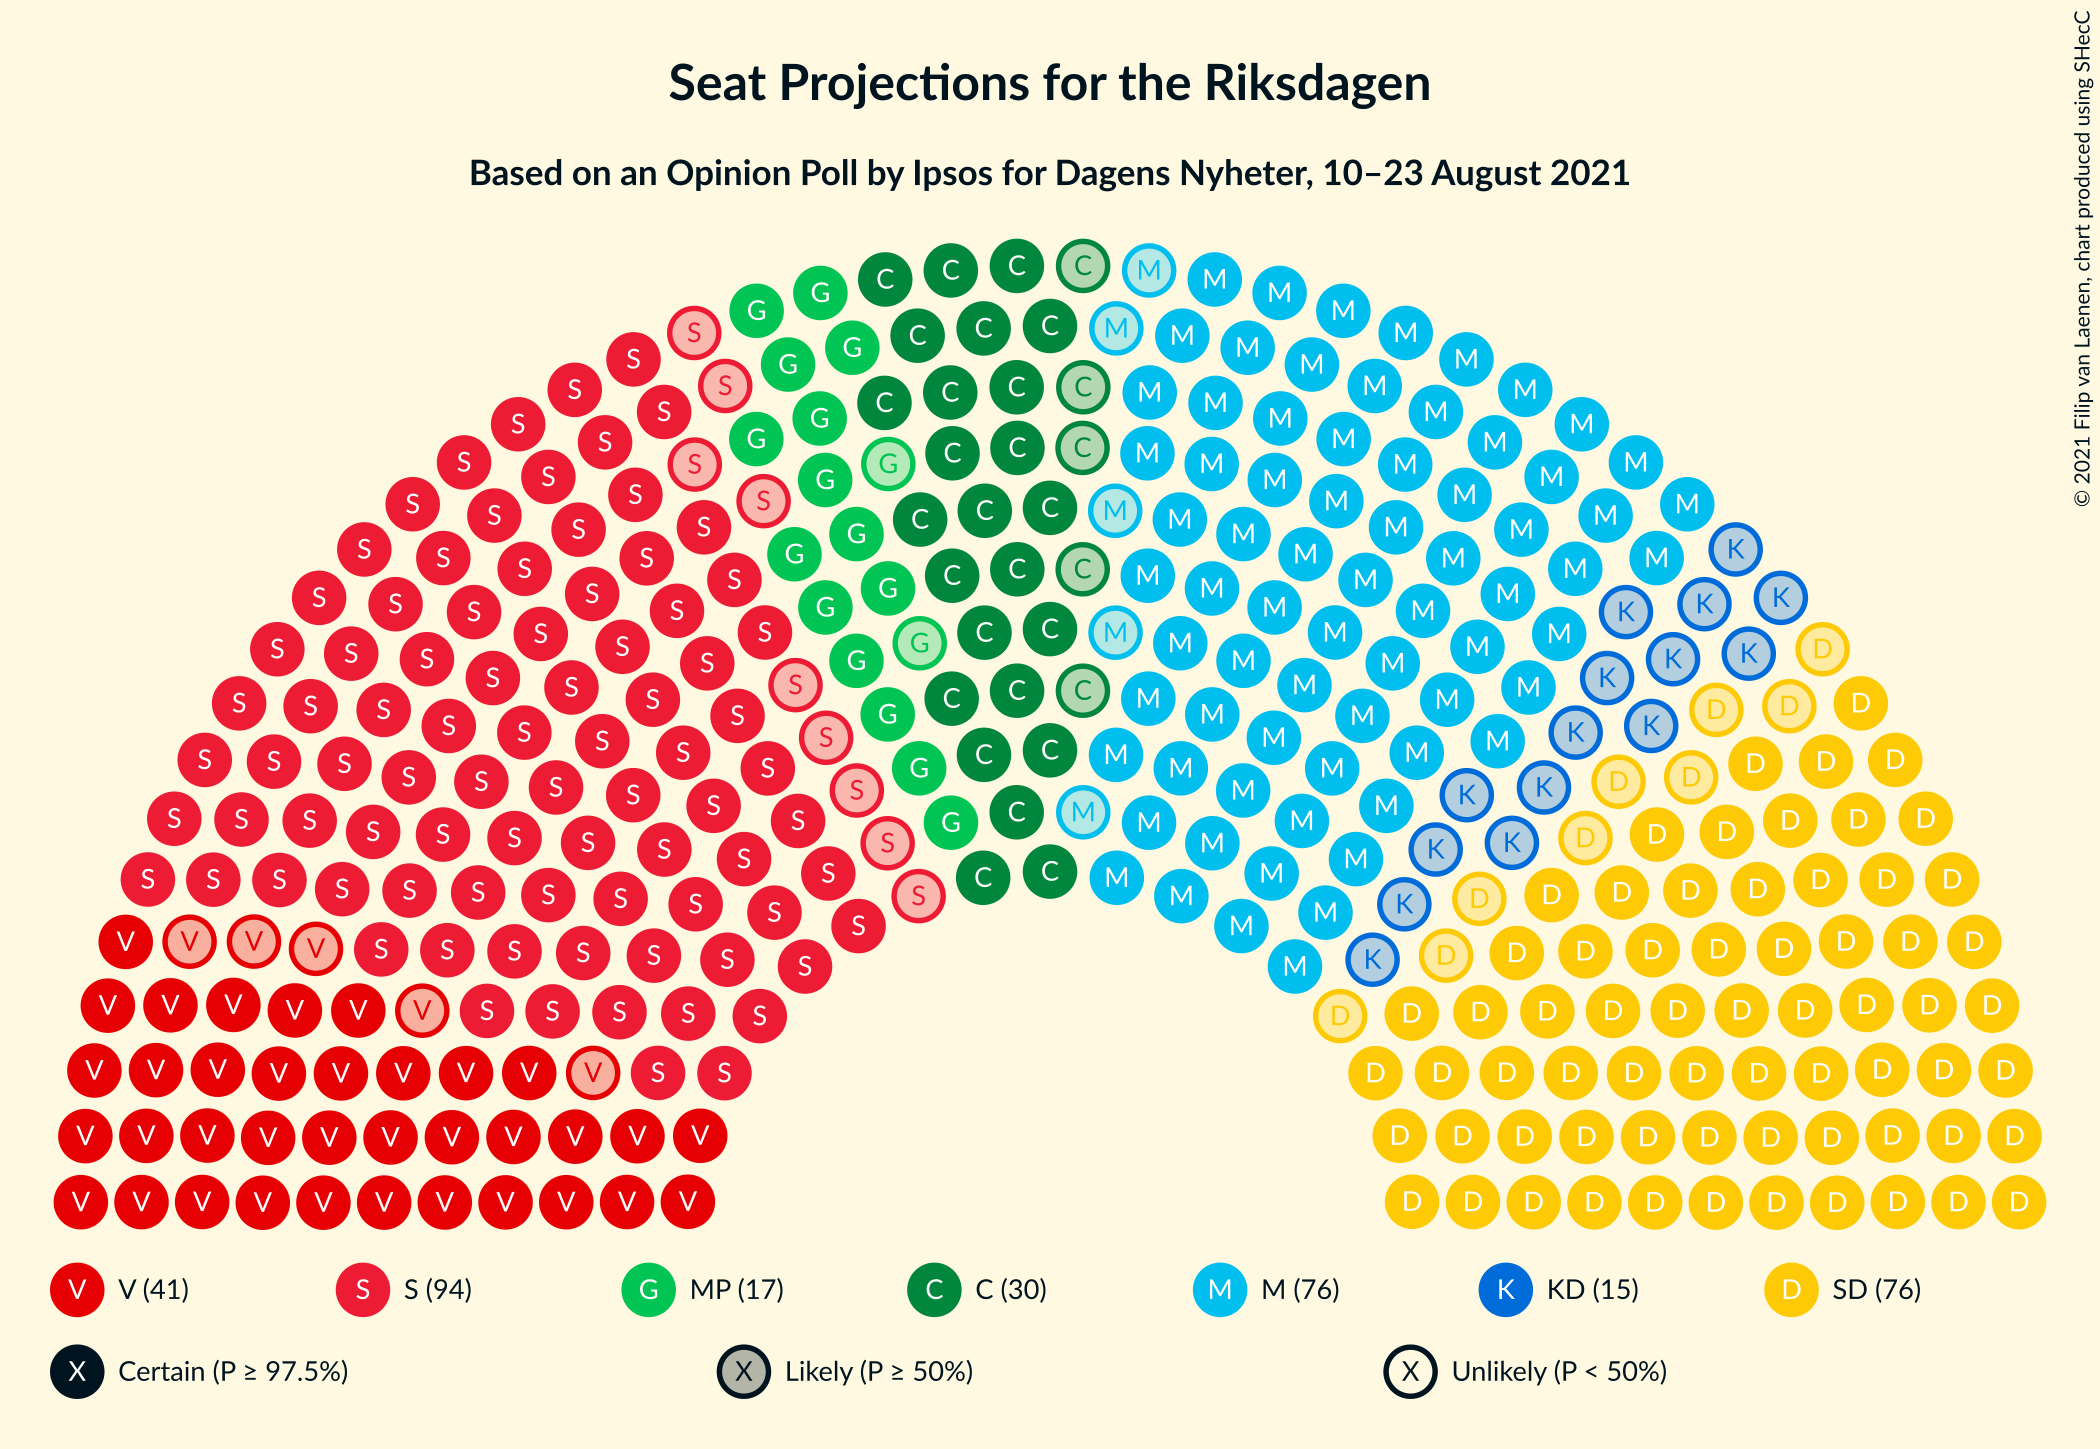 Seat Projections for the Riksdagen
Based on an Opinion Poll by Ipsos for Dagens Nyheter, 10–23 August 2021
© 2021 Filip van Laenen, chart produced using SHecC
V V (41) S S (94) G MP (17) C C (30) M M (76) K KD (15) D SD (76)
X Certain (P ≥ 97.5%) X Likely (P ≥ 50%) X Unlikely (P < 50%)